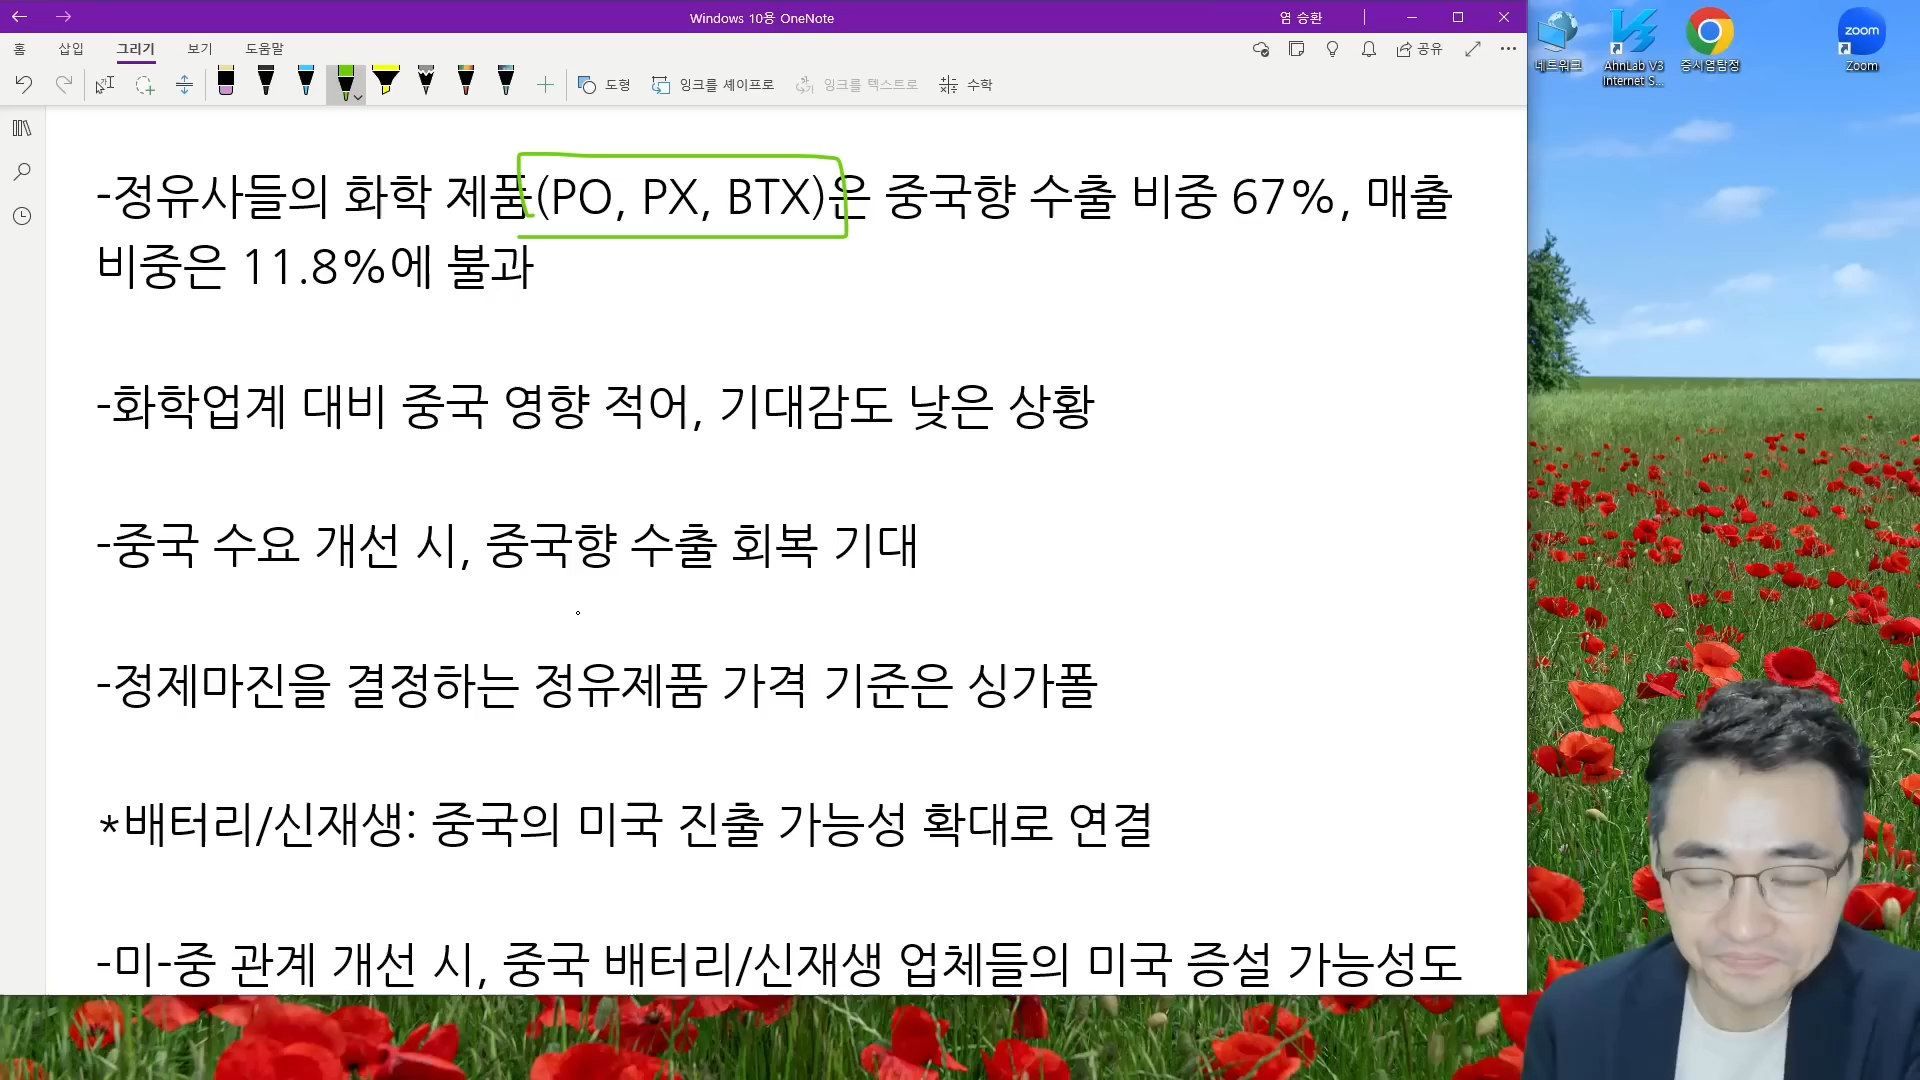 Windows 10용 OneNote
염 승환
홈 삽입 그리기 보기 도움말
공유
도형 잉크를 셰이프로 잉크를 텍스트로 수학
네트워크
AhnLab V3
Internet S...
증시염탐정
zoom
Zoom
-정유사들의 화학 제품(PO, PX, BTX)은 중국향 수출 비중 67%, 매출
비중은 11.8%에 불과
-화학업계 대비 중국 영향 적어, 기대감도 낮은 상황
-중국 수요 개선 시, 중국향 수출 회복 기대
-정제마진을 결정하는 정유제품 가격 기준은 싱가폴
*배터리/신재생: 중국의 미국 진출 가능성 확대로 연결
-미-중 관계 개선 시, 중국 배터리/신재생 업체들의 미국 증설 가능성도